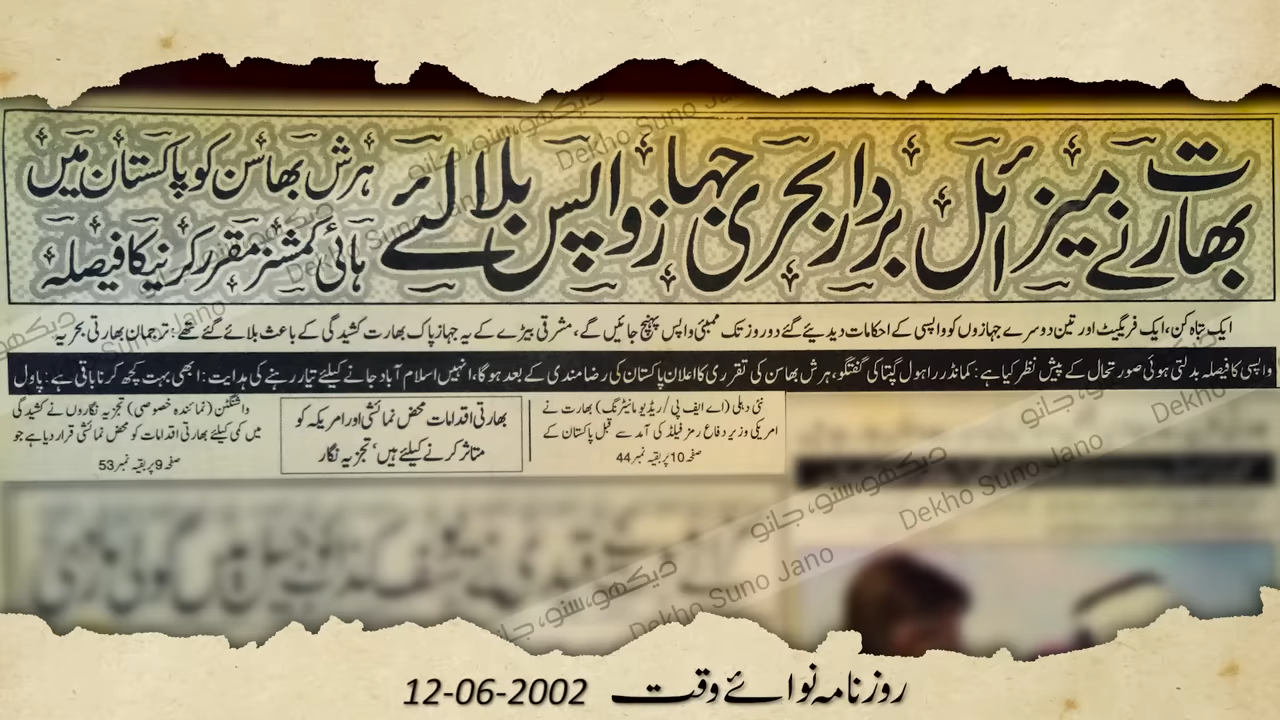 بھارت نے میزائل بردار بحری جہاز واپس بلا لئے
ہرش بھاسن کو پاکستان میں
ہائی کمشنر مقرر کرنیکا فیصلہ
ایک تباہ کن، ایک فریگیٹ اور تین دوسرے جہازوں کو واپسی کے احکامات دیدیئے گئے دو روز تک ممبئی واپس پہنچ جائیں گے، مشرقی بیڑے کے یہ جہاز پاک بھارت کشیدگی کے باعث بلائے گئے تھے: ترجمان بھارتی بحریہ
واپسی کا فیصلہ بدلتی ہوئی صورتحال کے پیش نظر کیا ہے: کمانڈر راہول گپتا کی گفتگو، ہرش بھاسن کی تقرری کا اعلان پاکستان کی رضامندی کے بعد ہو گا، انہیں اسلام آباد جانے کیلئے تیار رہنے کی ہدایت: ابھی بہت کچھ کرنا باقی ہے: پاول
نئی دہلی (اے ایف پی/ریڈیو مانیٹرنگ) بھارت نے
امریکی وزیر دفاع رمز فیلڈ کی آمد سے قبل پاکستان کے
صفحہ 10 پر بقیہ نمبر 44
بھارتی اقدامات محض نمائشی اور امریکہ کو
متاثر کرنے کیلئے ہیں، تجزیہ نگار
واشنگٹن (نمائندہ خصوصی) تجزیہ نگاروں نے کشیدگی
میں کمی کیلئے بھارتی اقدامات کو محض نمائشی قرار دیا ہے جو
صفحہ 9 پر بقیہ نمبر 53
دیکھو، سنو، جانو
Dekho Suno Jano
روزنامہ نوائے وقت 12-06-2002